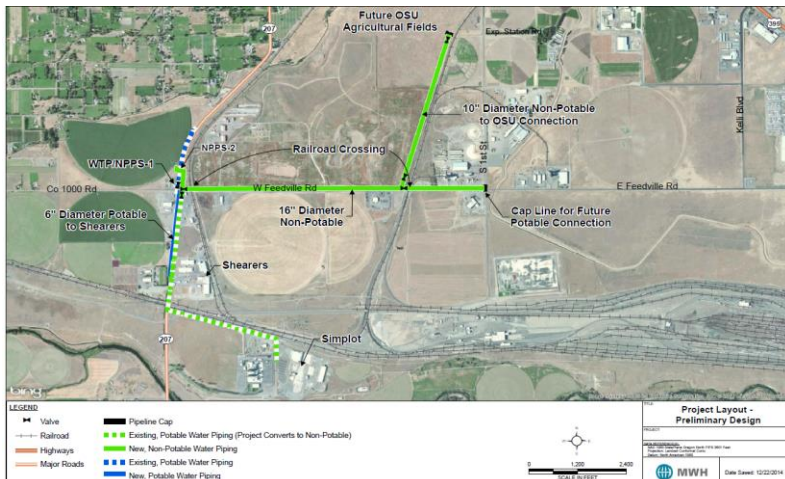 207
395
Future OSU
Agricultural Fields
Exp. Station Rd
10" Diameter Non-Potable
to OSU Connection
Kelli Blvd
NPPS-2
WTP/NPPS-1
Railroad Crossing
S 1st St
Co 1000 Rd
W Feedville Rd
E Feedville Rd
6" Diameter Potable
to Shearers
16" Diameter
Non-Potable
Cap Line for Future
Potable Connection
Shearers
Simplot
207
bing
LEGEND
Valve
Railroad
Highways
Major Roads
Pipeline Cap
Existing, Potable Water Piping (Project Converts to Non-Potable)
New, Non-Potable Water Piping
Existing, Potable Water Piping
New, Potable Water Piping
0 1,200 2,400
SCALE IN FEET
TITLE
Project Layout -
Preliminary Design
PROJECT
MWH
Date Saved: 12/22/2014